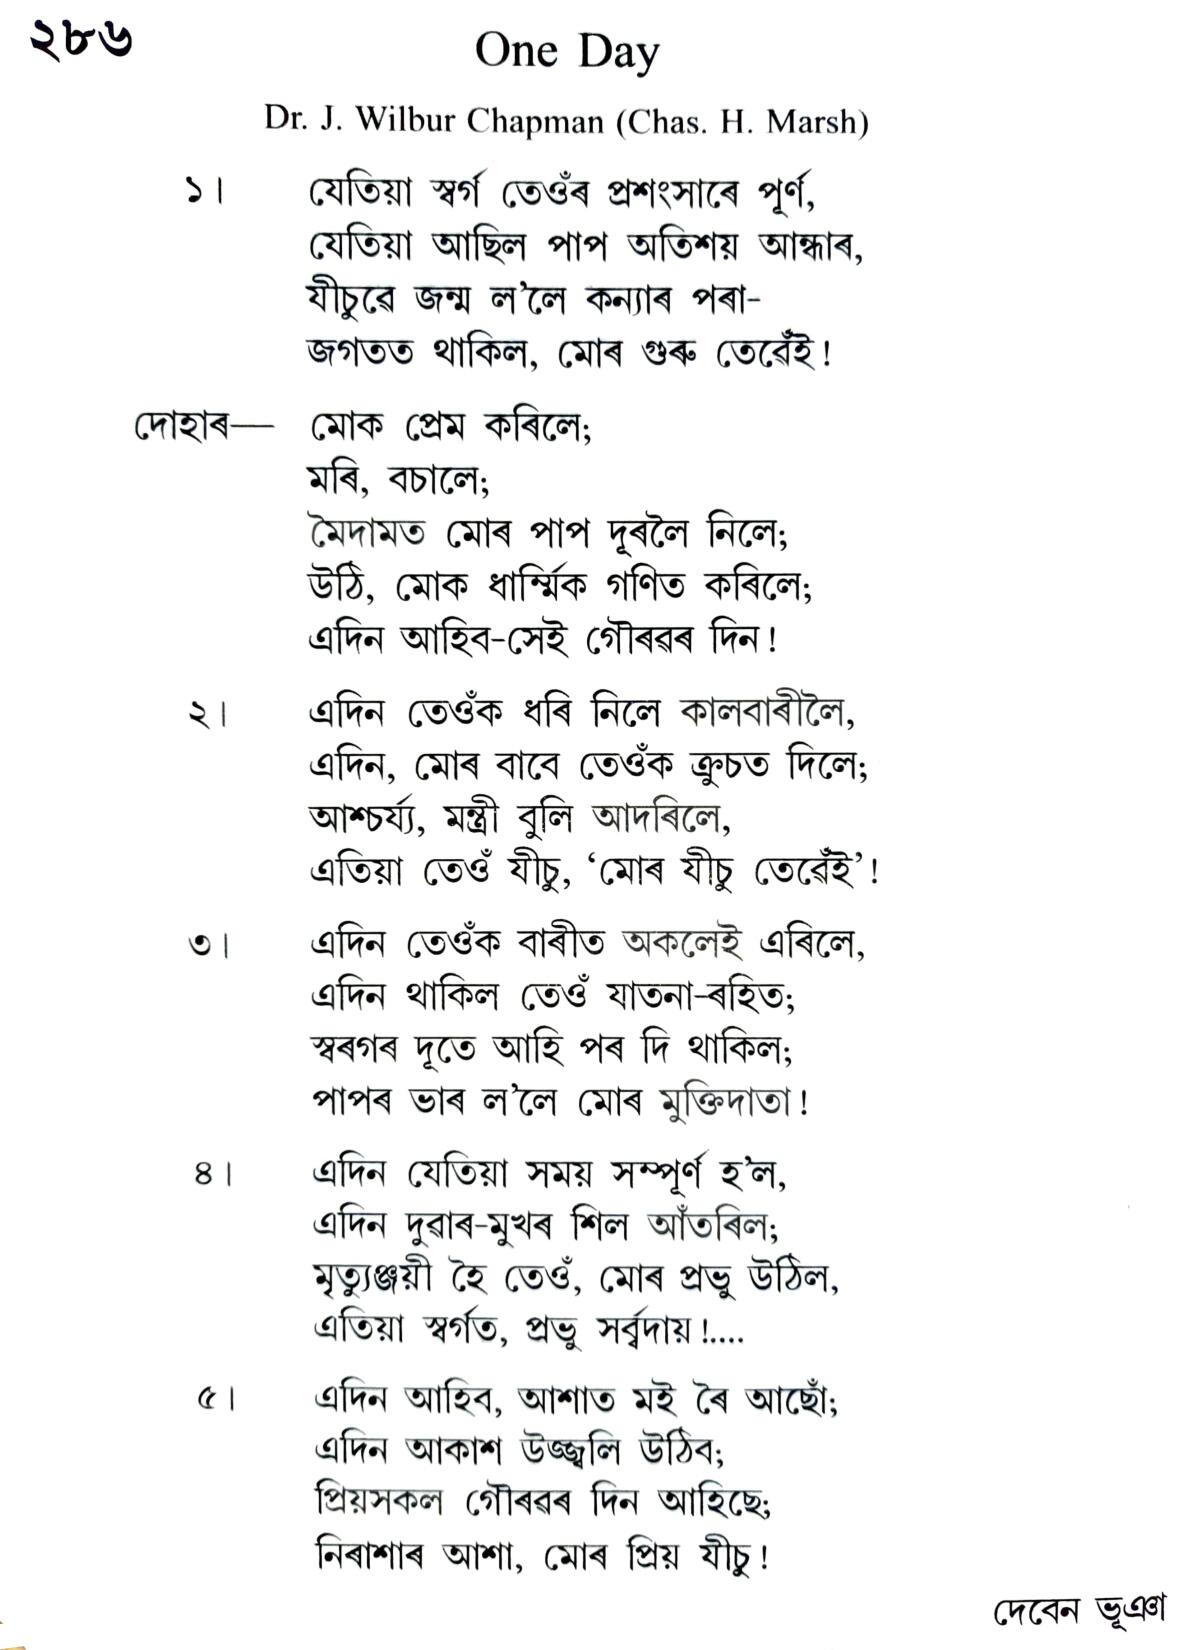 ২৮৬
One Day
Dr. J. Wilbur Chapman (Chas. H. Marsh)
১। যেতিয়া স্বৰ্গ তেওঁৰ প্ৰশংসাৰে পূৰ্ণ,
যেতিয়া আছিল পাপ অতিশয় আন্ধাৰ,
যীচুৱে জন্ম ল'লে কন্যাৰ পৰা-
জগতত থাকিল, মোৰ গুৰু তেৱেঁই!
দোহাৰ— মোক প্ৰেম কৰিলে;
মৰি, বচালে;
মৈদামত মোৰ পাপ দূৰলৈ নিলে;
উঠি, মোক ধাৰ্ম্মিক গণিত কৰিলে;
এদিন আহিব-সেই গৌৰৱৰ দিন!
২। এদিন তেওঁক ধৰি নিলে কালবাৰীলৈ,
এদিন, মোৰ বাবে তেওঁক ক্ৰুচত দিলে;
আশ্চৰ্য্য, মন্ত্ৰী বুলি আদৰিলে,
এতিয়া তেওঁ যীচু, ‘মোৰ যীচু তেৱেঁই’!
৩। এদিন তেওঁক বাৰীত অকলেই এৰিলে,
এদিন থাকিল তেওঁ যাতনা-ৰহিত;
স্বৰগৰ দূতে আহি পৰ দি থাকিল;
পাপৰ ভাৰ ল'লে মোৰ মুক্তিদাতা!
৪। এদিন যেতিয়া সময় সম্পূৰ্ণ হ'ল,
এদিন দুৱাৰ-মুখৰ শিল আঁতৰিল;
মৃত্যুঞ্জয়ী হৈ তেওঁ, মোৰ প্ৰভু উঠিল,
এতিয়া স্বৰ্গত, প্ৰভু সৰ্ব্বদায়!....
৫। এদিন আহিব, আশাত মই ৰৈ আছোঁ;
এদিন আকাশ উজ্জ্বলি উঠিব;
প্ৰিয়সকল গৌৰৱৰ দিন আহিছে;
নিৰাশাৰ আশা, মোৰ প্ৰিয় যীচু!
দেবেন ভূঞা